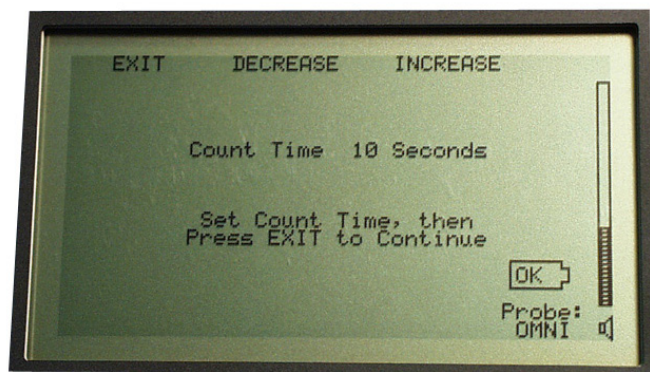 EXIT DECREASE INCREASE
Count Time 10 Seconds
Set Count Time, then
Press EXIT to Continue
OK
Probe:
OMNI